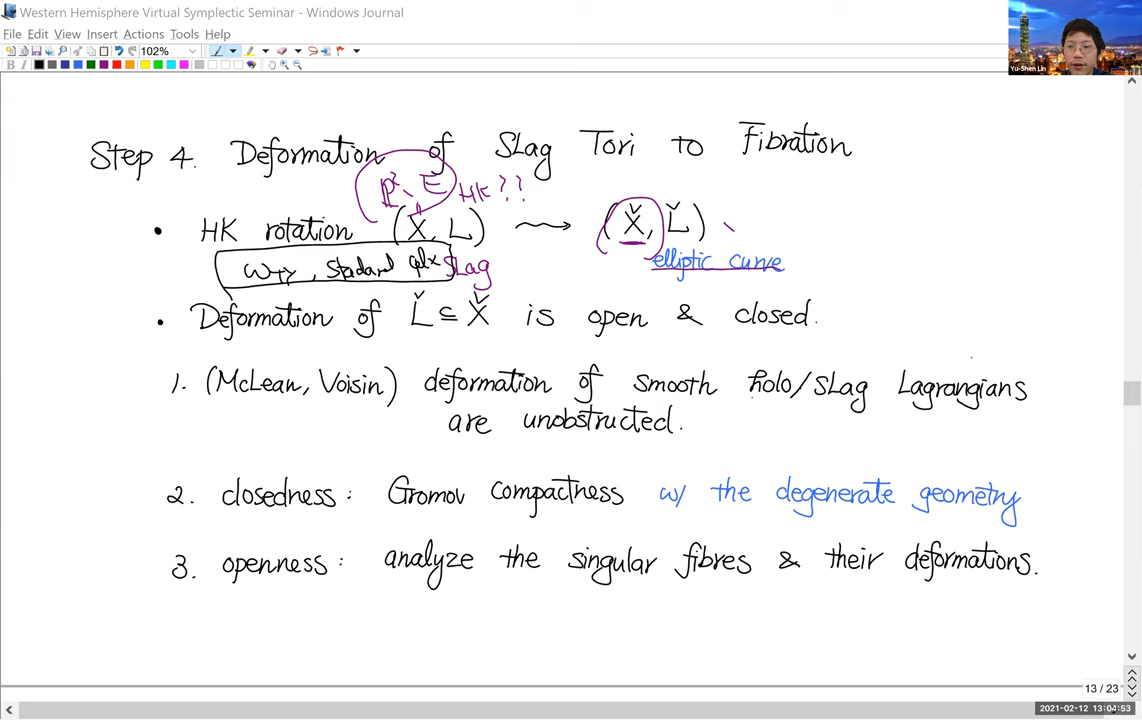 Western Hemisphere Virtual Symplectic Seminar - Windows Journal
File Edit View Insert Actions Tools Help
102%
B I
Yu-Shen Lin
Step 4. Deformation of SLag Tori to Fibration
P² \ E HK ??
• HK rotation (X, L) ⇝ (X̌, Ľ)
ω_TY, standard cplx SLag
elliptic curve
• Deformation of Ľ ⊆ X̌ is open & closed.
1. (McLean, Voisin) deformation of smooth holo/SLag Lagrangians
are unobstructed.
2. closedness: Gromov compactness w/ the degenerate geometry
3. openness: analyze the singular fibres & their deformations.
13 / 23
2021-02-12 13:04:53